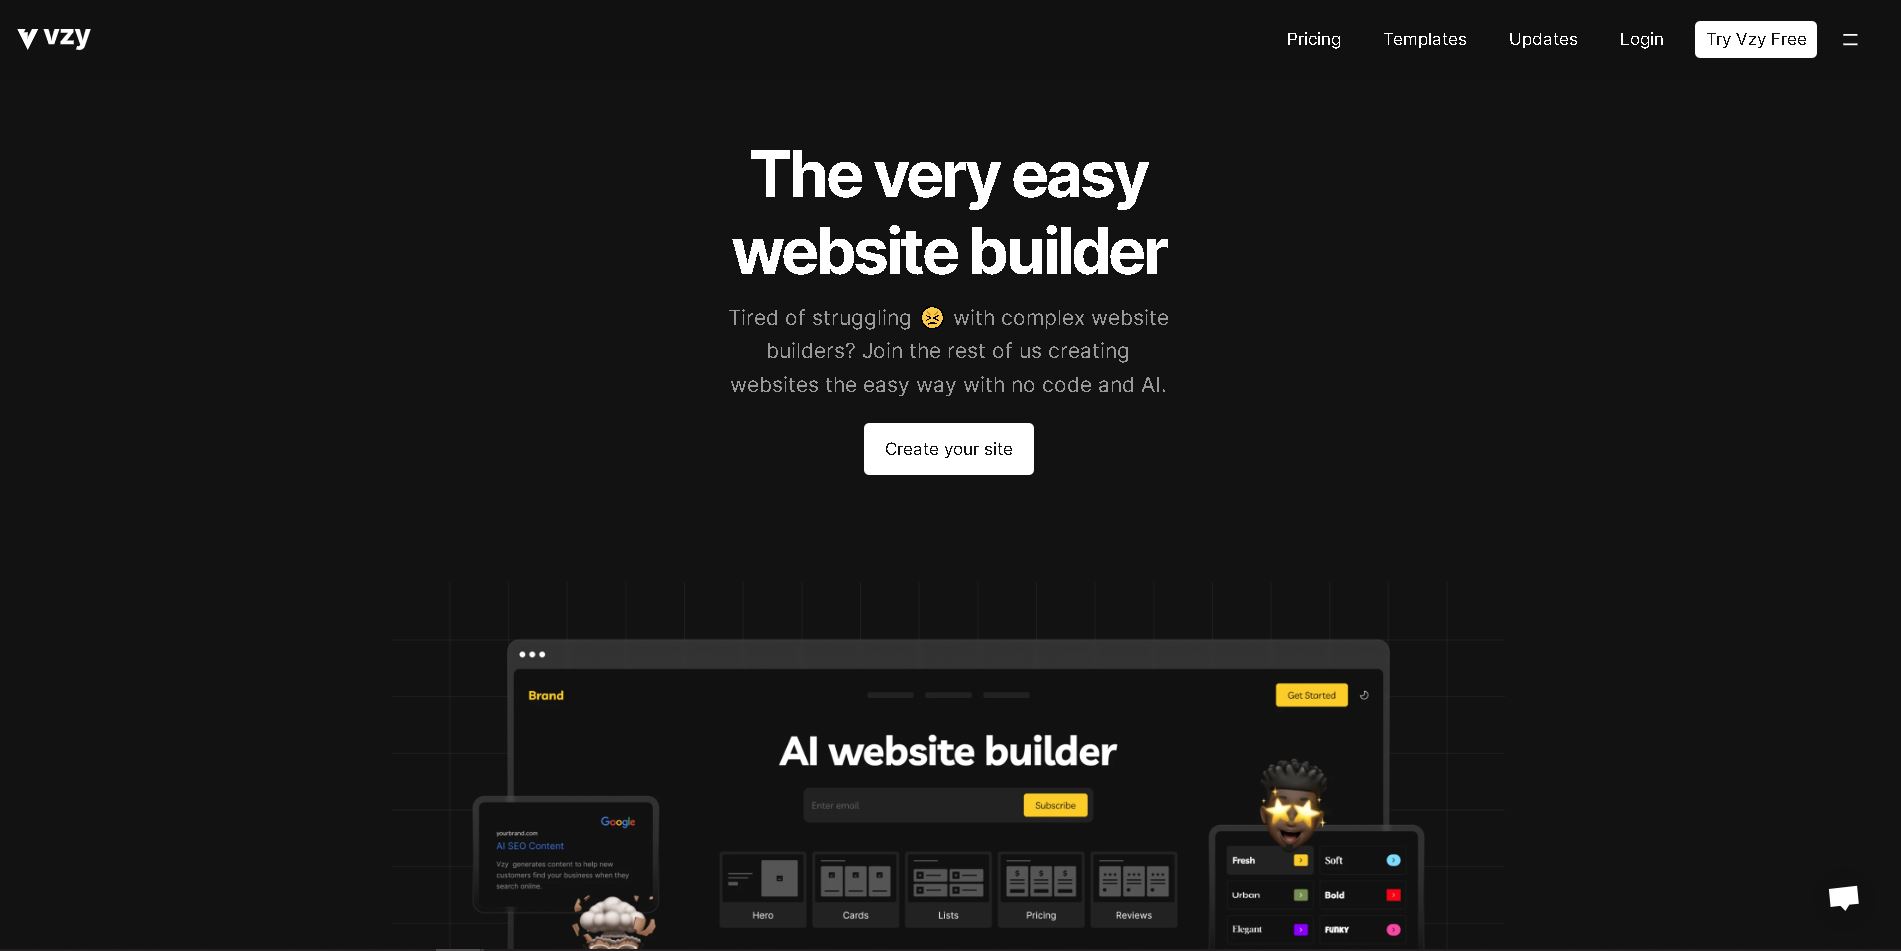 vzy
Pricing
Templates
Updates
Login
Try Vzy Free
The very easy
website builder
Tired of struggling 😣 with complex website
builders? Join the rest of us creating
websites the easy way with no code and AI.
Create your site
Brand
Get Started
AI website builder
Enter email
Subscribe
Google
yourbrand.com
AI SEO Content
Vzy generates content to help new
customers find your business when they
search online.
Hero
Cards
Lists
Pricing
Reviews
Fresh
Soft
Urban
Bold
Elegant
FUNKY